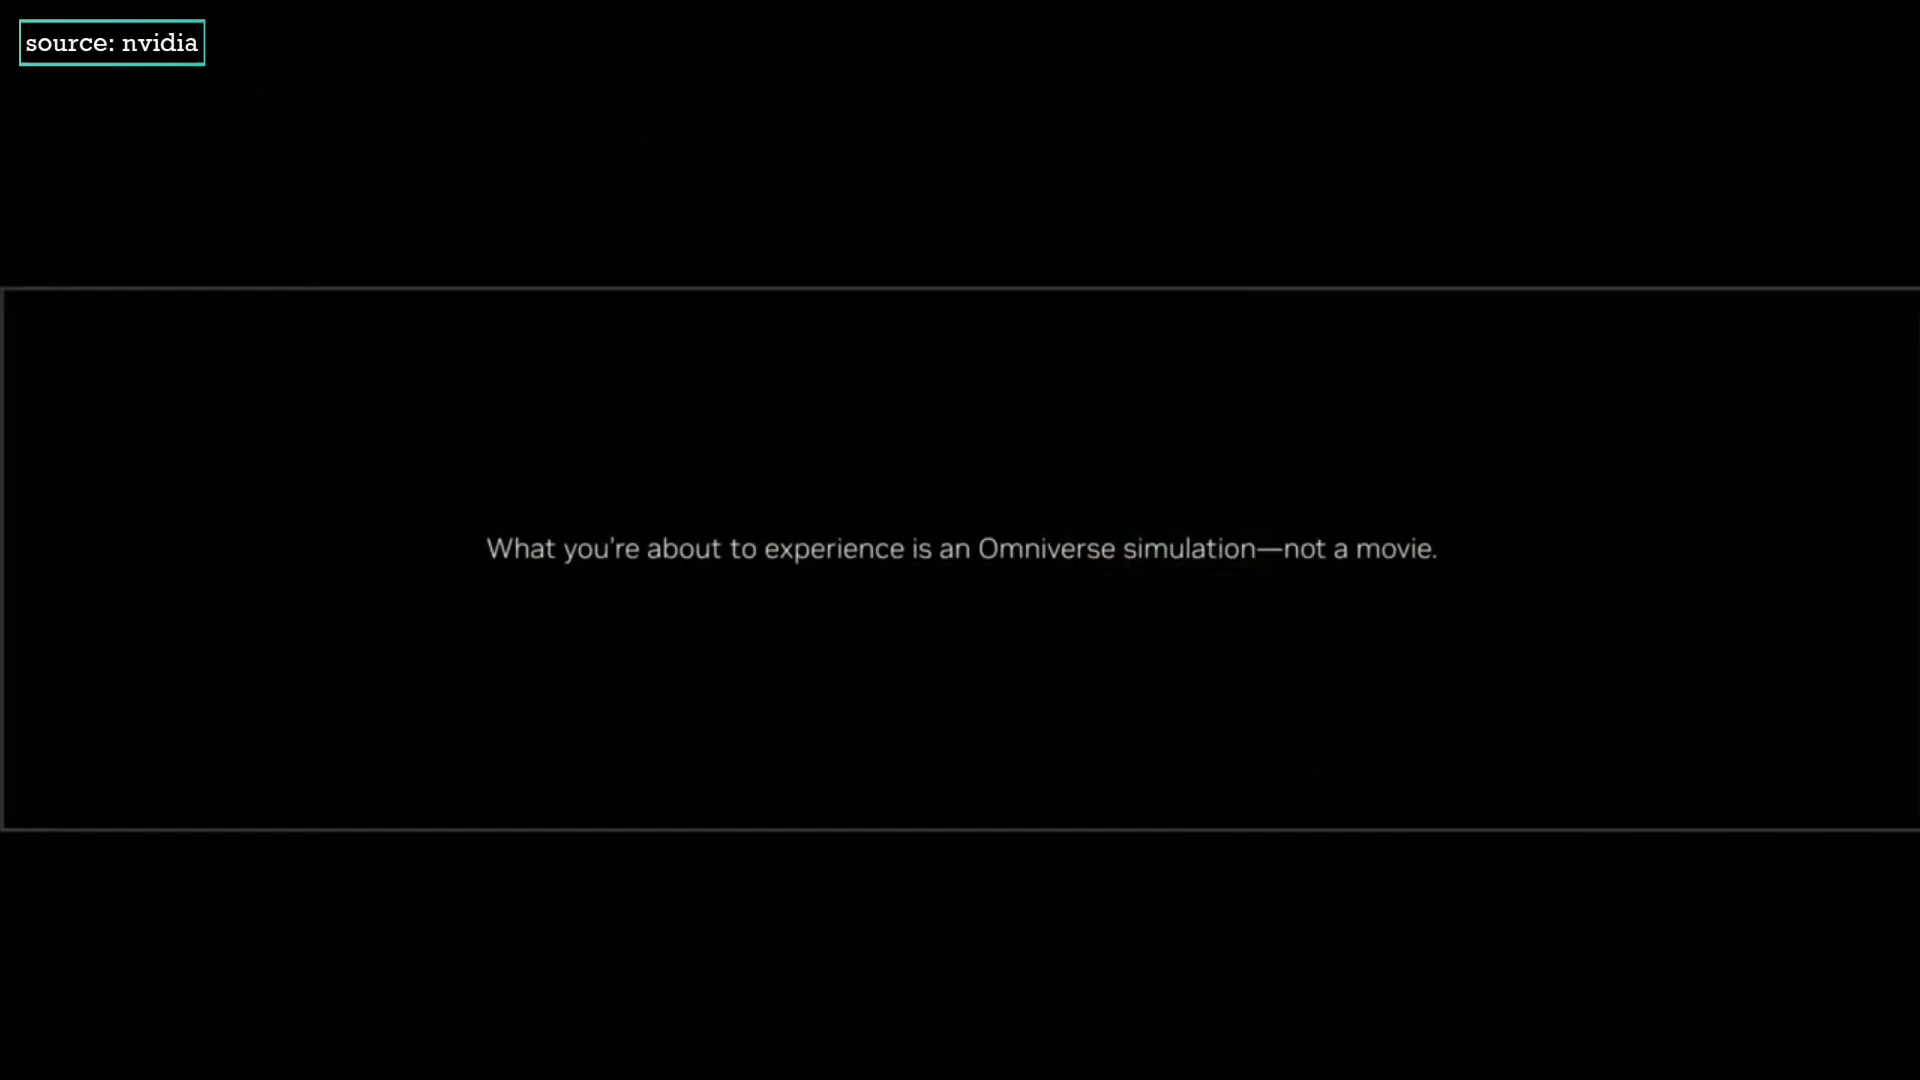 source: nvidia
What you're about to experience is an Omniverse simulation—not a movie.